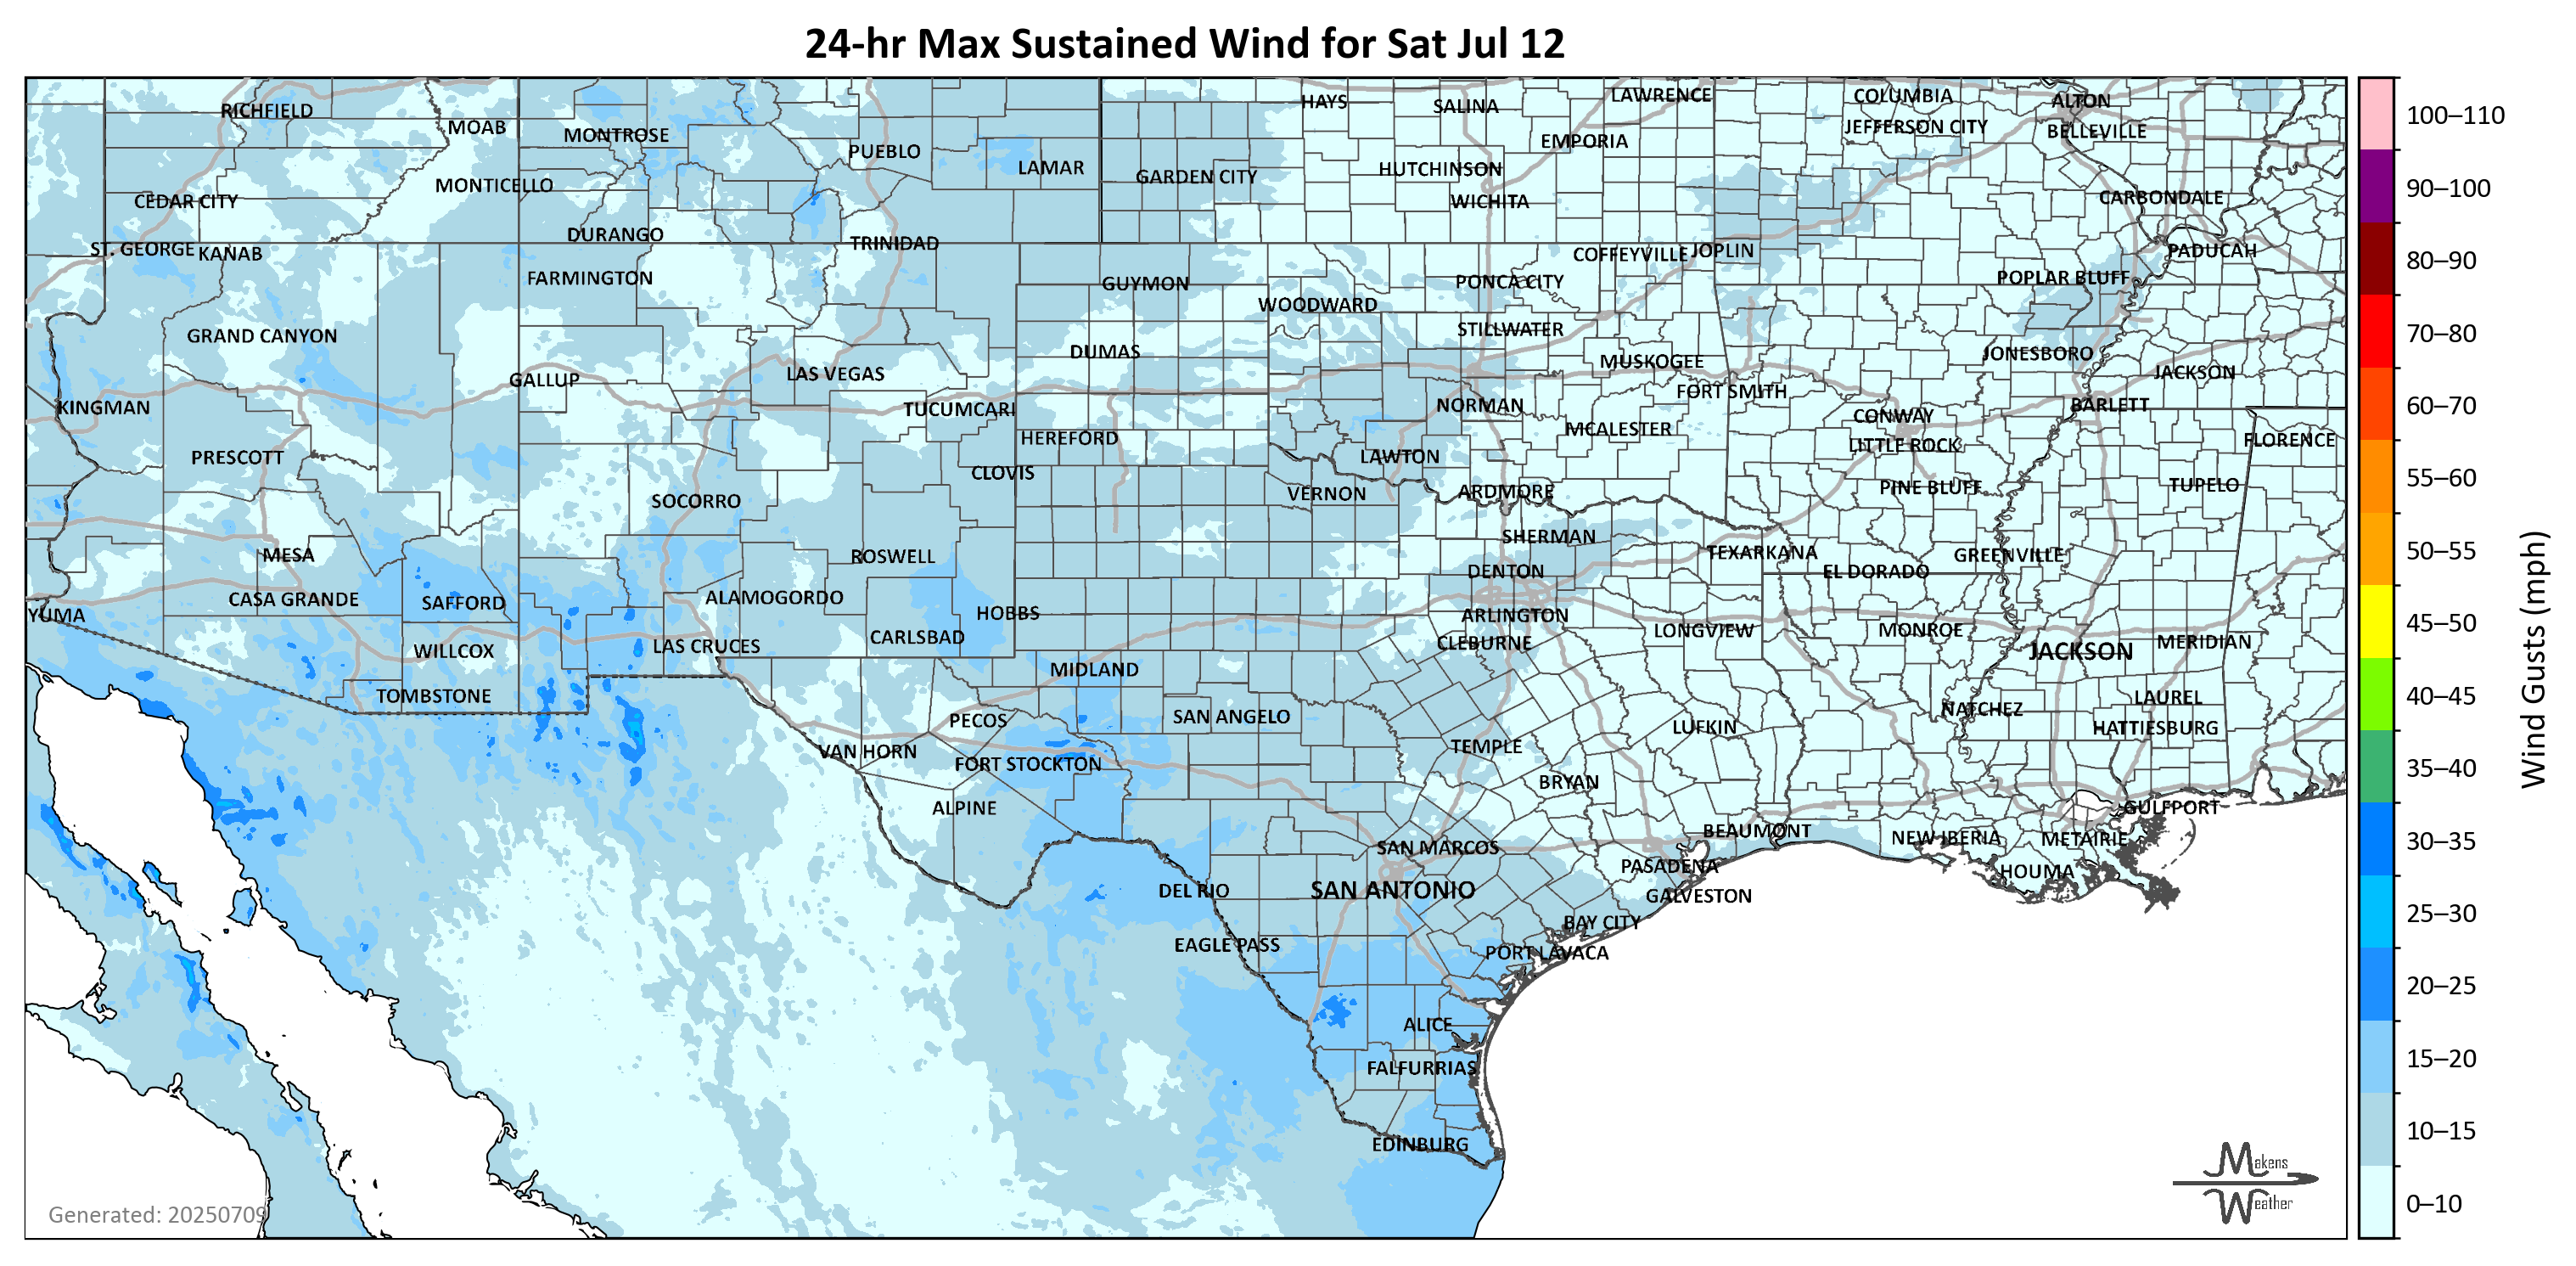 24-hr Max Sustained Wind for Sat Jul 12
RICHFIELD
MOAB
MONTROSE
PUEBLO
LAMAR
HAYS
SALINA
LAWRENCE
COLUMBIA
ALTON
JEFFERSON CITY
BELLEVILLE
EMPORIA
HUTCHINSON
GARDEN CITY
WICHITA
MONTICELLO
CEDAR CITY
CARBONDALE
DURANGO
TRINIDAD
ST. GEORGE
KANAB
FARMINGTON
GUYMON
COFFEYVILLE
JOPLIN
PADUCAH
PONCA CITY
POPLAR BLUFF
WOODWARD
STILLWATER
GRAND CANYON
DUMAS
MUSKOGEE
JONESBORO
JACKSON
GALLUP
LAS VEGAS
FORT SMITH
KINGMAN
TUCUMCARI
NORMAN
CONWAY
BARLETT
HEREFORD
MCALESTER
LITTLE ROCK
FLORENCE
PRESCOTT
CLOVIS
LAWTON
SOCORRO
VERNON
ARDMORE
PINE BLUFF
TUPELO
SHERMAN
MESA
ROSWELL
TEXARKANA
GREENVILLE
DENTON
EL DORADO
CASA GRANDE
SAFFORD
ALAMOGORDO
YUMA
HOBBS
ARLINGTON
LAS CRUCES
CARLSBAD
CLEBURNE
LONGVIEW
MONROE
JACKSON
MERIDIAN
WILLCOX
MIDLAND
TOMBSTONE
LAUREL
PECOS
SAN ANGELO
NATCHEZ
LUFKIN
HATTIESBURG
VAN HORN
TEMPLE
FORT STOCKTON
BRYAN
ALPINE
GULFPORT
BEAUMONT
NEW IBERIA
METAIRIE
SAN MARCOS
PASADENA
HOUMA
DEL RIO
SAN ANTONIO
GALVESTON
BAY CITY
EAGLE PASS
PORT LAVACA
ALICE
FALFURRIAS
EDINBURG
Generated: 20250709
Makens
Weather
100–110
90–100
80–90
70–80
60–70
55–60
50–55
45–50
40–45
35–40
30–35
25–30
20–25
15–20
10–15
0–10
Wind Gusts (mph)